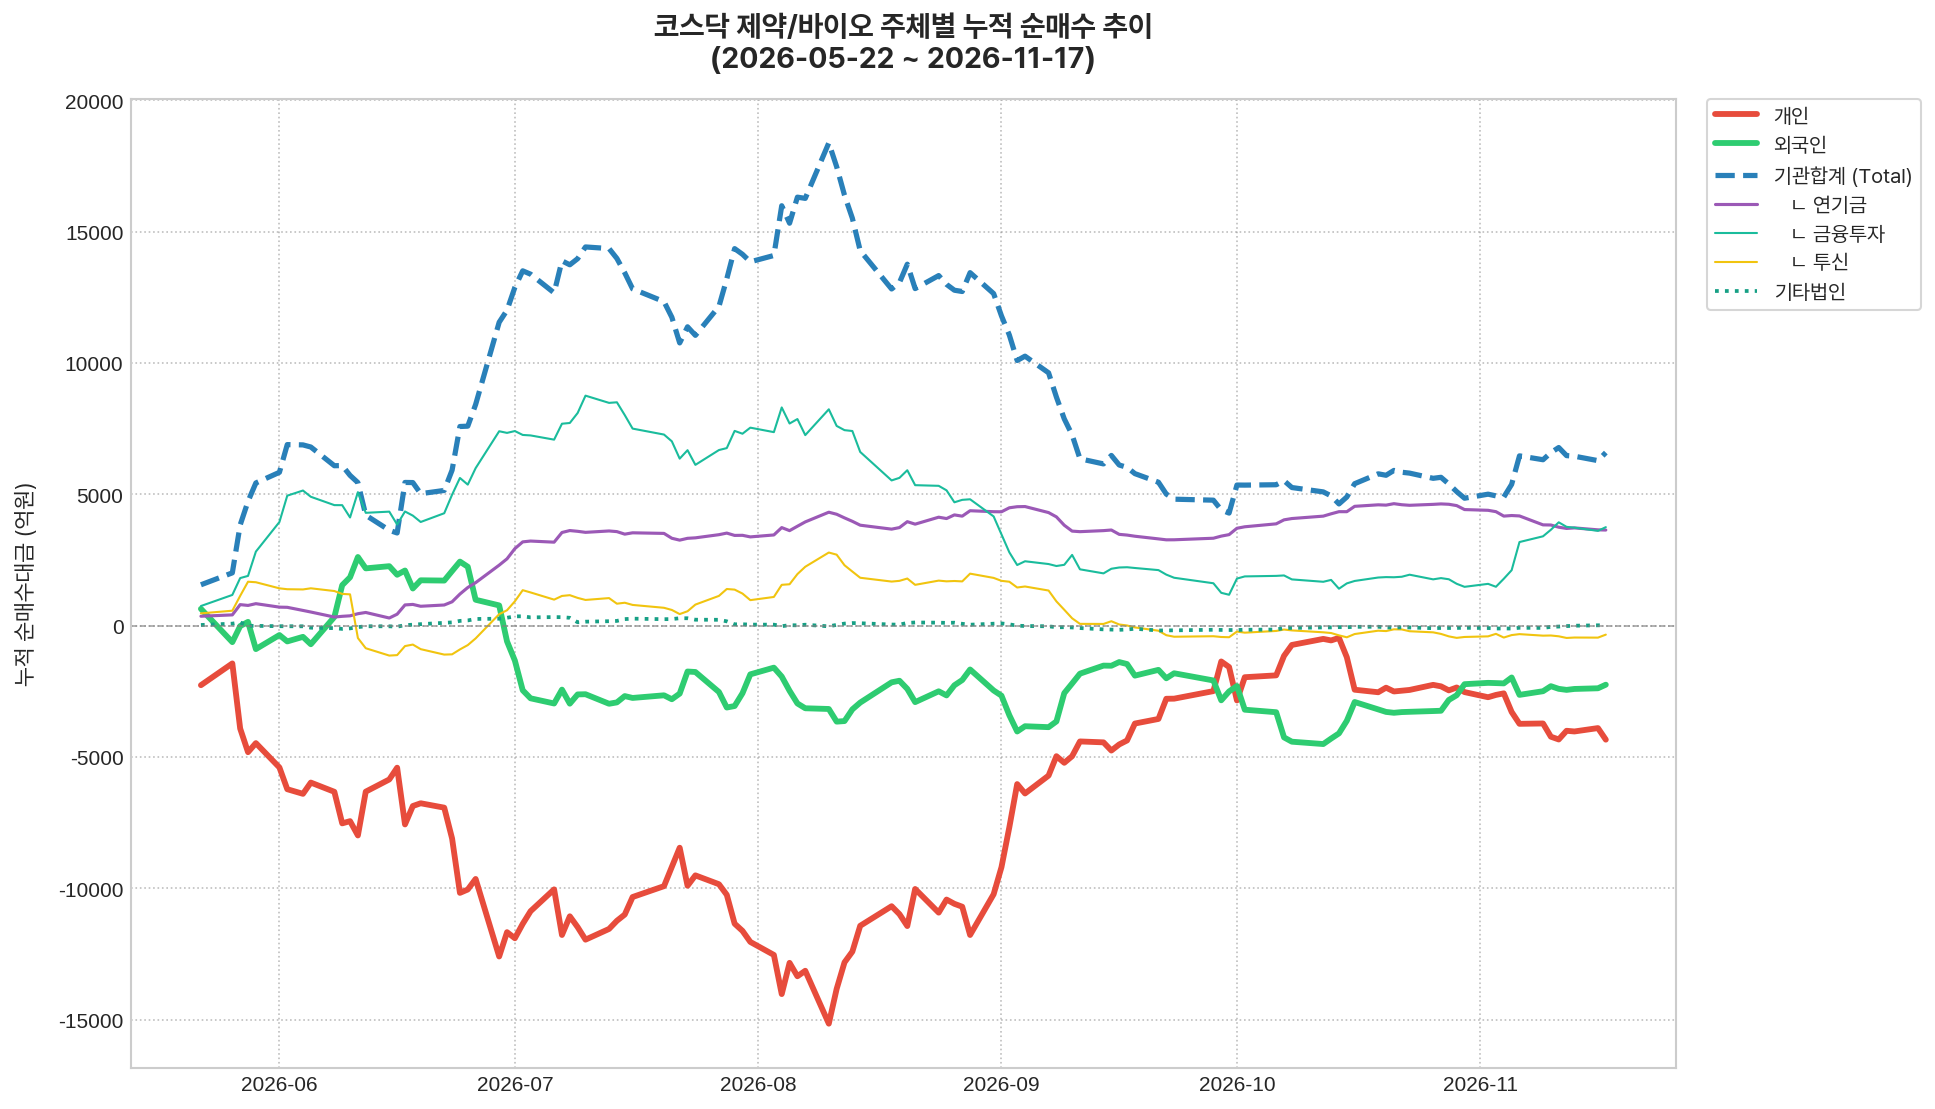 코스닥 제약/바이오 주체별 누적 순매수 추이
(2026-05-22 ~ 2026-11-17)
누적 순매수대금 (억원)
20000
15000
10000
5000
0
-5000
-10000
-15000
2026-06
2026-07
2026-08
2026-09
2026-10
2026-11
개인
외국인
기관합계 (Total)
ㄴ 연기금
ㄴ 금융투자
ㄴ 투신
기타법인